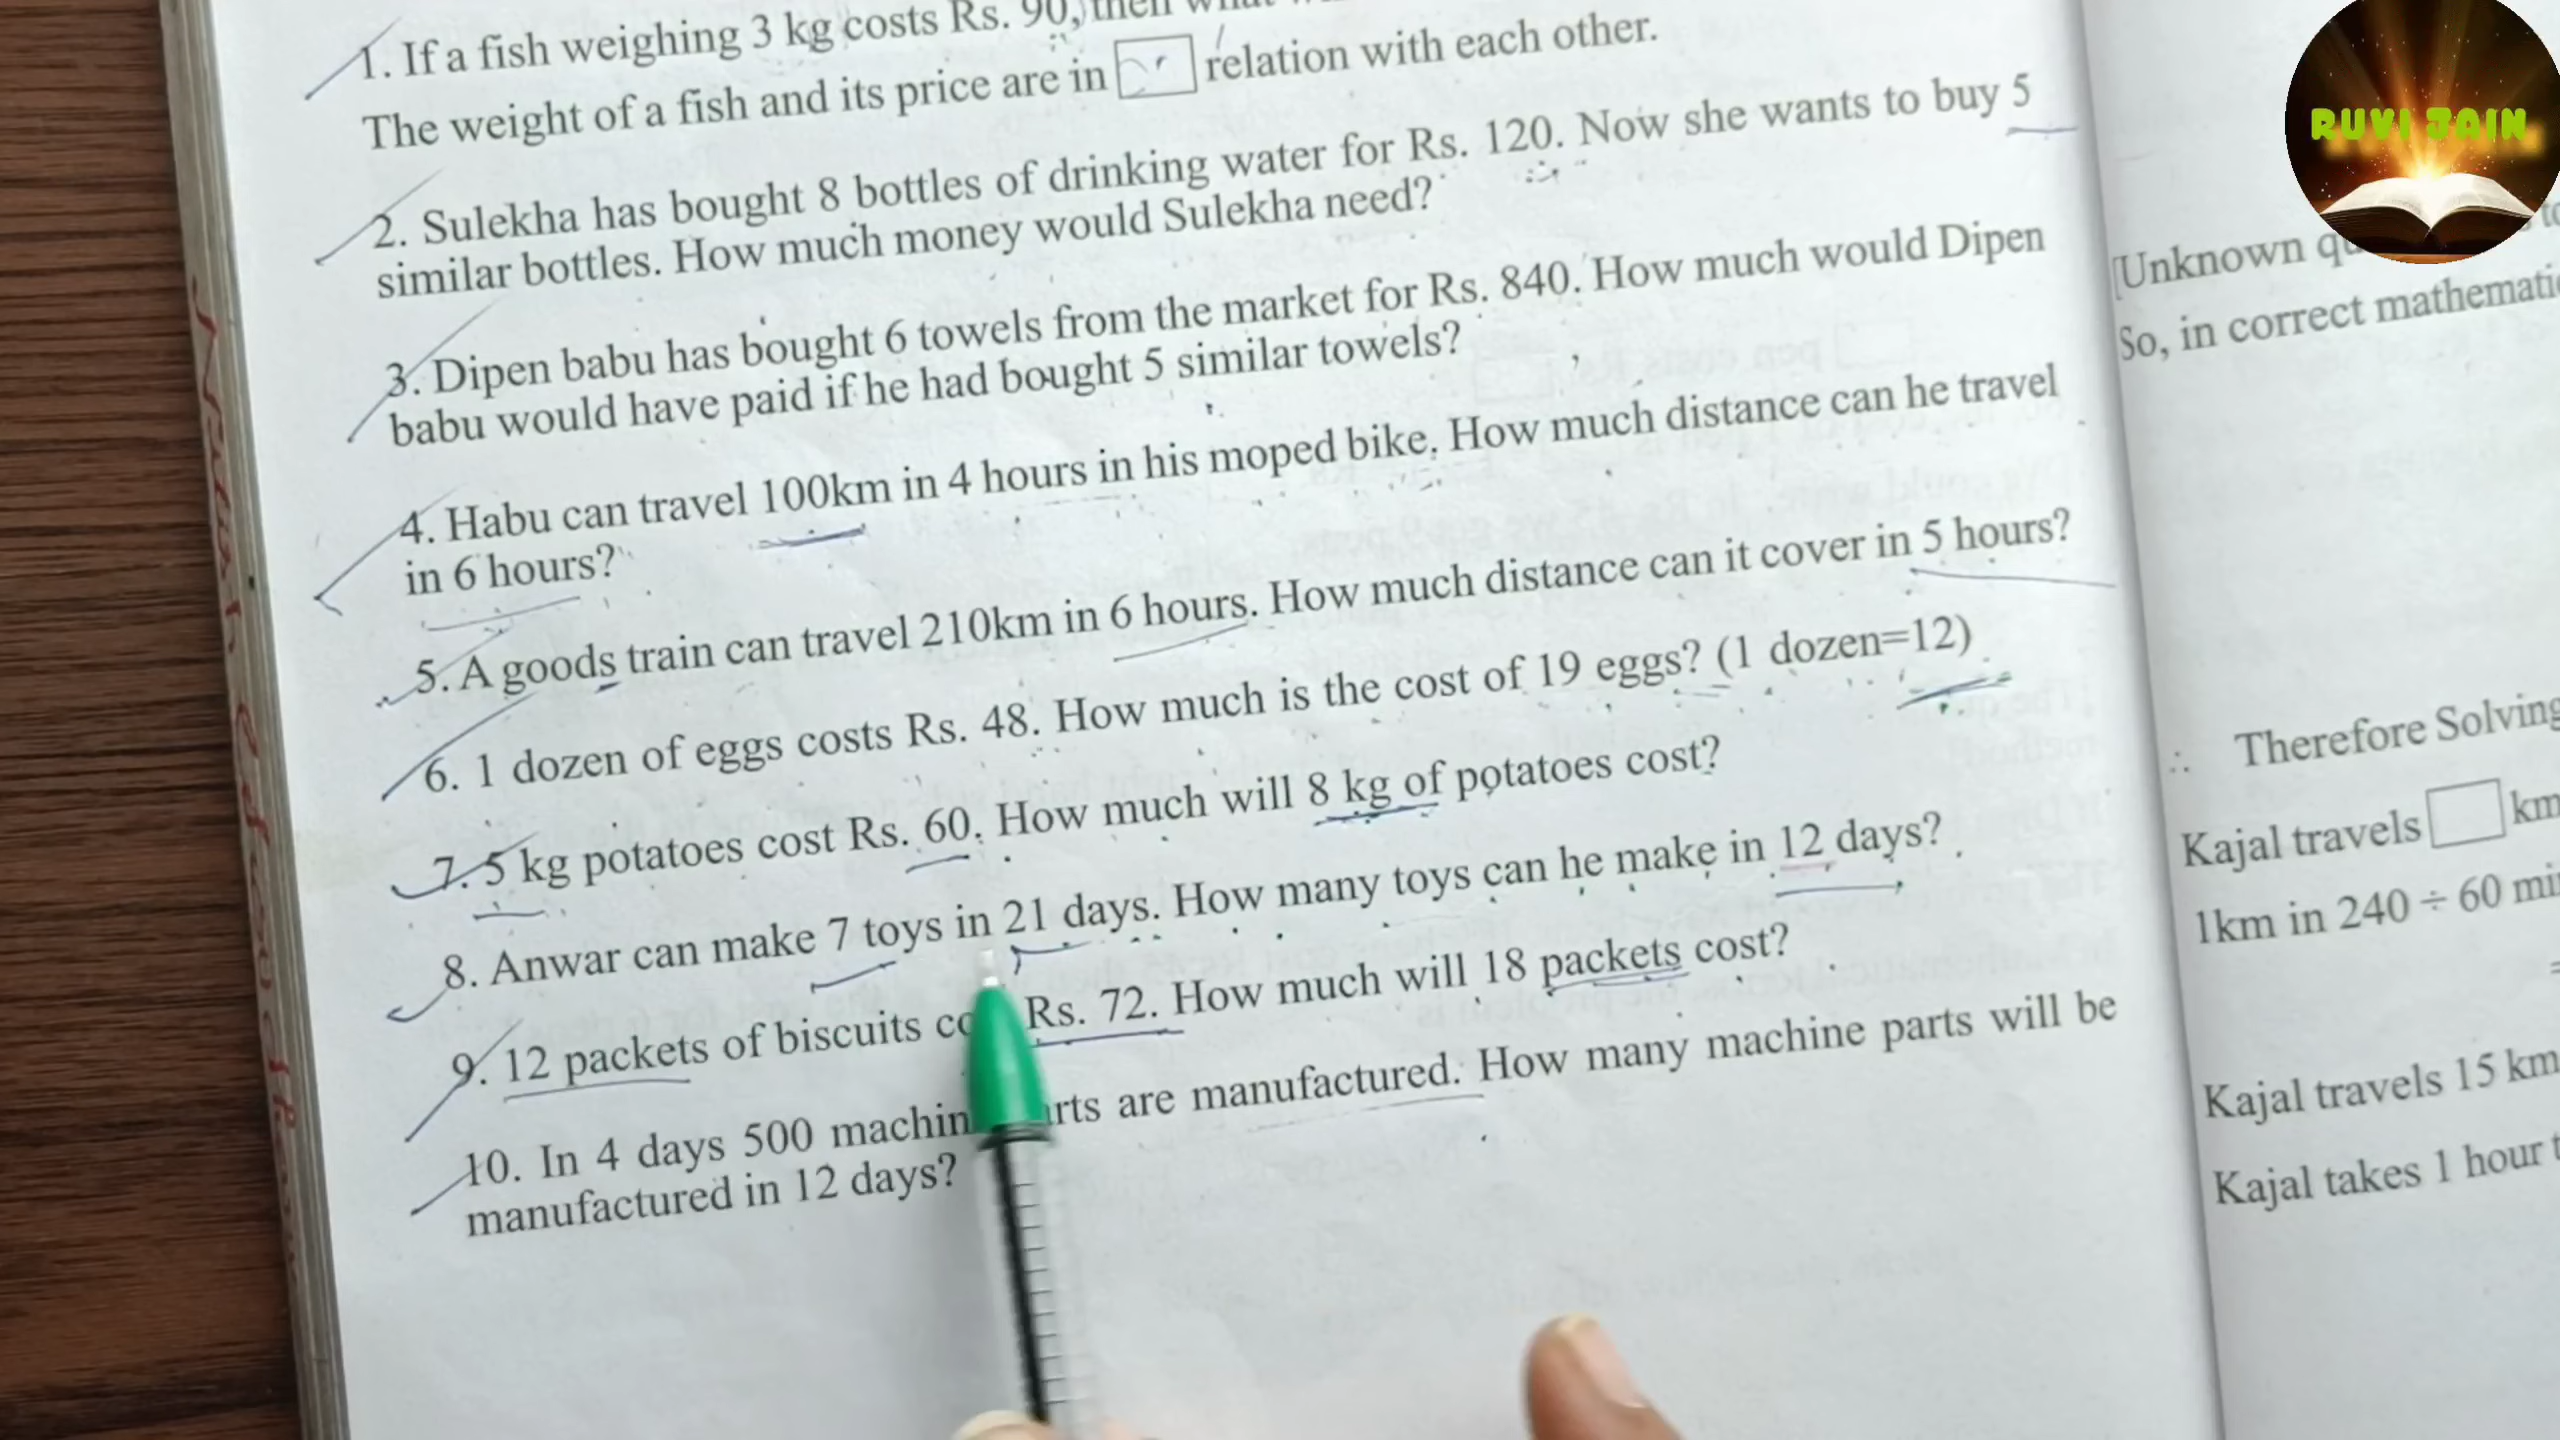 1. If a fish weighing 3 kg costs Rs. 90, then what
The weight of a fish and its price are in relation with each other.
2. Sulekha has bought 8 bottles of drinking water for Rs. 120. Now she wants to buy 5
similar bottles. How much money would Sulekha need?
3. Dipen babu has bought 6 towels from the market for Rs. 840. How much would Dipen
babu would have paid if he had bought 5 similar towels?
4. Habu can travel 100km in 4 hours in his moped bike. How much distance can he travel
in 6 hours?
5. A goods train can travel 210km in 6 hours. How much distance can it cover in 5 hours?
6. 1 dozen of eggs costs Rs. 48. How much is the cost of 19 eggs? (1 dozen=12)
7. 5 kg potatoes cost Rs. 60. How much will 8 kg of potatoes cost?
8. Anwar can make 7 toys in 21 days. How many toys can he make in 12 days?
9. 12 packets of biscuits Rs. 72. How much will 18 packets cost?
10. In 4 days 500 are manufactured. How many machine parts will be
manufactured in 12 days?
RUVI JAIN
[Unknown
So, in correct
∴ Therefore Solving
Kajal travels km
1km in 240 ÷ 60
Kajal travels 15 km
Kajal takes 1 hour